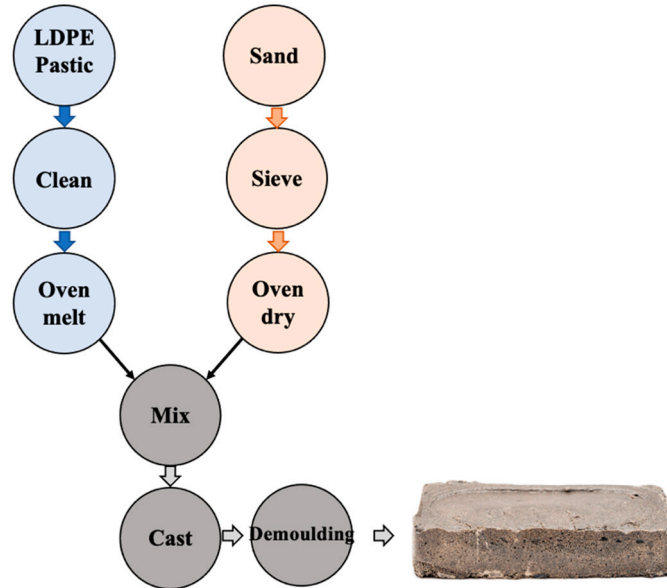 LDPE
Pastic
Sand
Clean
Sieve
Oven
melt
Oven
dry
Mix
Cast
Demoulding